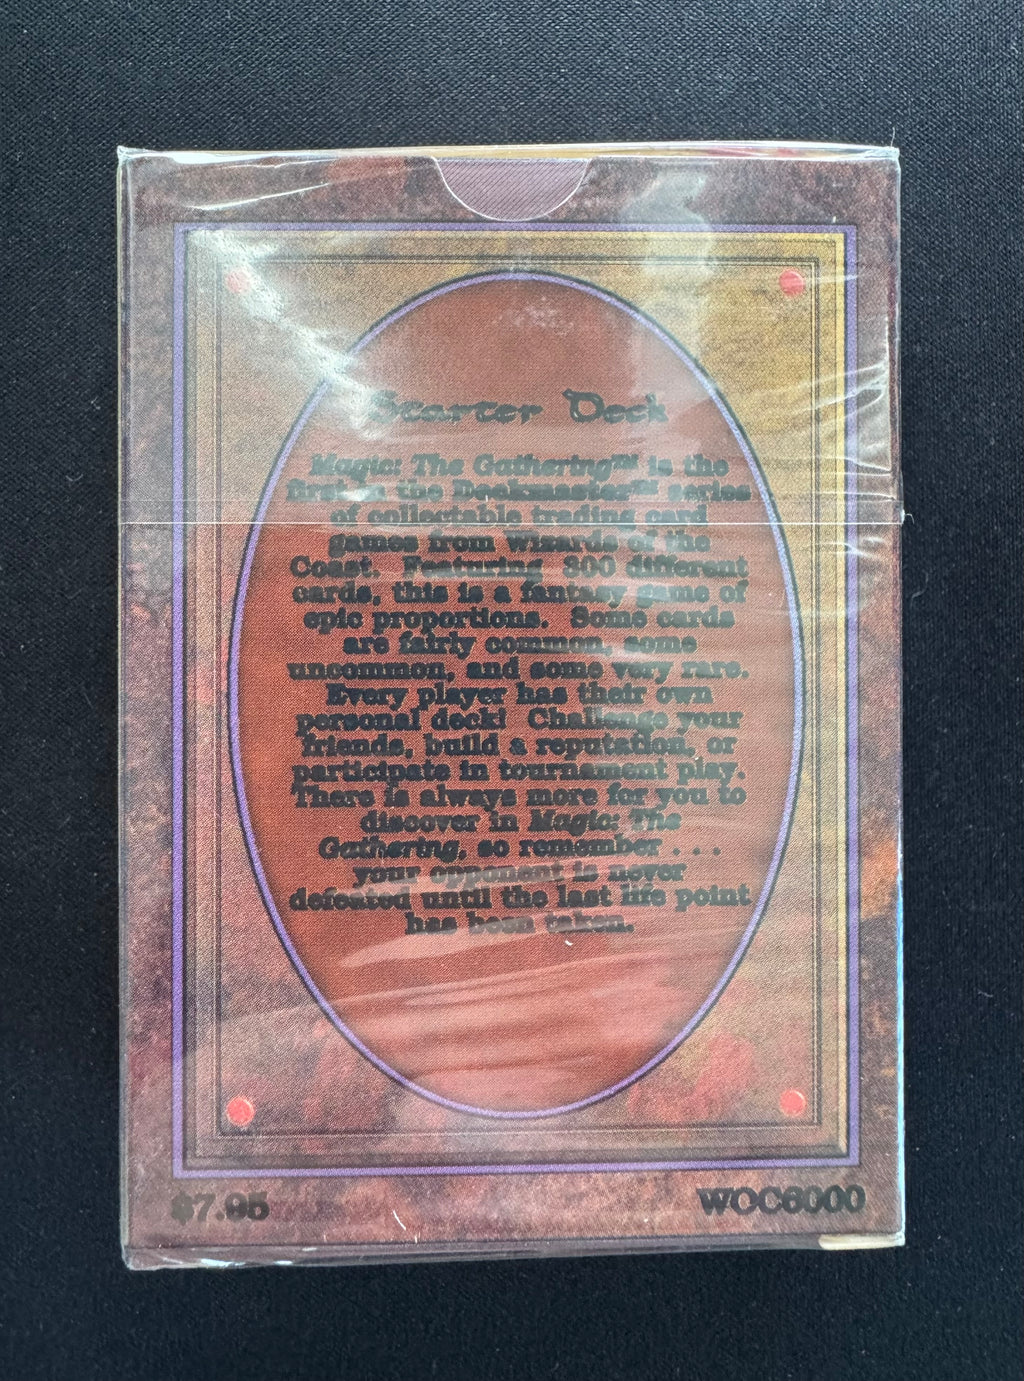 Starter Deck
Magic: The Gathering™ is the
first in the Deckmaster™ series
of collectable trading card
games from Wizards of the
Coast. Featuring 300 different
cards, this is a fantasy game of
epic proportions. Some cards
are fairly common, some
uncommon, and some very rare.
Every player has their own
personal deck! Challenge your
friends, build a reputation, or
participate in tournament play.
There is always more for you to
discover in Magic: The
Gathering, so remember . . .
your opponent is never
defeated until the last life point
has been taken.
$7.95
WOC6000